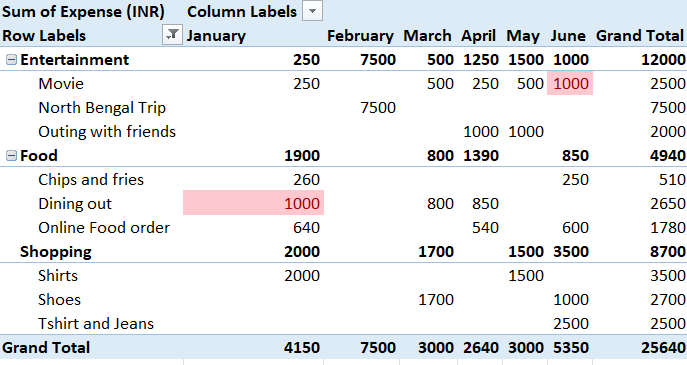 Sum of Expense (INR) Column Labels
Row Labels January February March April May June Grand Total
Entertainment 250 7500 500 1250 1500 1000 12000
Movie 250 500 250 500 1000 2500
North Bengal Trip 7500 7500
Outing with friends 1000 1000 2000
Food 1900 800 1390 850 4940
Chips and fries 260 250 510
Dining out 1000 800 850 2650
Online Food order 640 540 600 1780
Shopping 2000 1700 1500 3500 8700
Shirts 2000 1500 3500
Shoes 1700 1000 2700
Tshirt and Jeans 2500 2500
Grand Total 4150 7500 3000 2640 3000 5350 25640